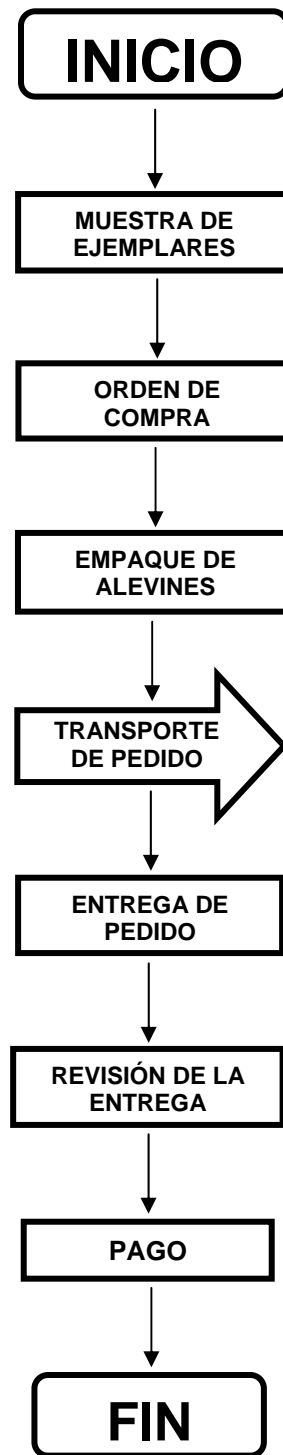 INICIO
MUESTRA DE
EJEMPLARES
ORDEN DE
COMPRA
EMPAQUE DE
ALEVINES
TRANSPORTE
DE PEDIDO
ENTREGA DE
PEDIDO
REVISIÓN DE LA
ENTREGA
PAGO
FIN